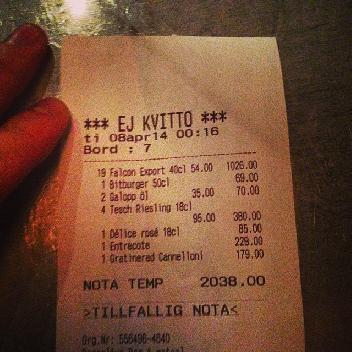 *** EJ KVITTO ***
ti 08apr14 00:16
Bord : 7
19 Falcon Export 40cl 54.00 1026.00
1 Bitburger 50cl 69.00
2 Galopp öl 35.00 70.00
4 Tesch Riesling 18cl
95.00 380.00
1 Délice rosé 18cl 85.00
1 Entrecote 229.00
1 Gratinered Cannelloni 179.00
NOTA TEMP 2038.00
>TILLFALLIG NOTA<
Org.Nr: 556496-4640